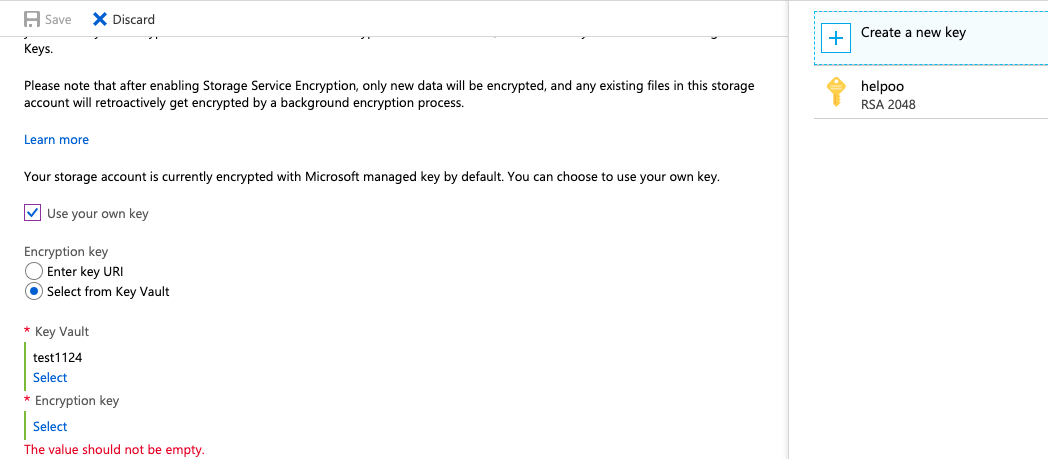 Save
Discard
Keys.
Please note that after enabling Storage Service Encryption, only new data will be encrypted, and any existing files in this storage
account will retroactively get encrypted by a background encryption process.
Learn more
Your storage account is currently encrypted with Microsoft managed key by default. You can choose to use your own key.
Use your own key
Encryption key
Enter key URI
Select from Key Vault
* Key Vault
test1124
Select
* Encryption key
Select
The value should not be empty.
Create a new key
helpoo
RSA 2048